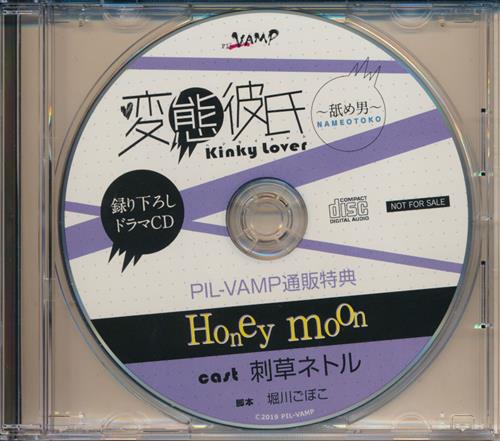 PIL VAMP
変態彼氏
Kinky Lover
~舐め男~
NAMEOTOKO
録り下ろし
ドラマCD
COMPACT
disc
DIGITAL AUDIO
NOT FOR SALE
PIL-VAMP通販特典
Honey moon
cast 刺草ネトル
脚本 堀川ごぼこ
©2019 PIL-VAMP